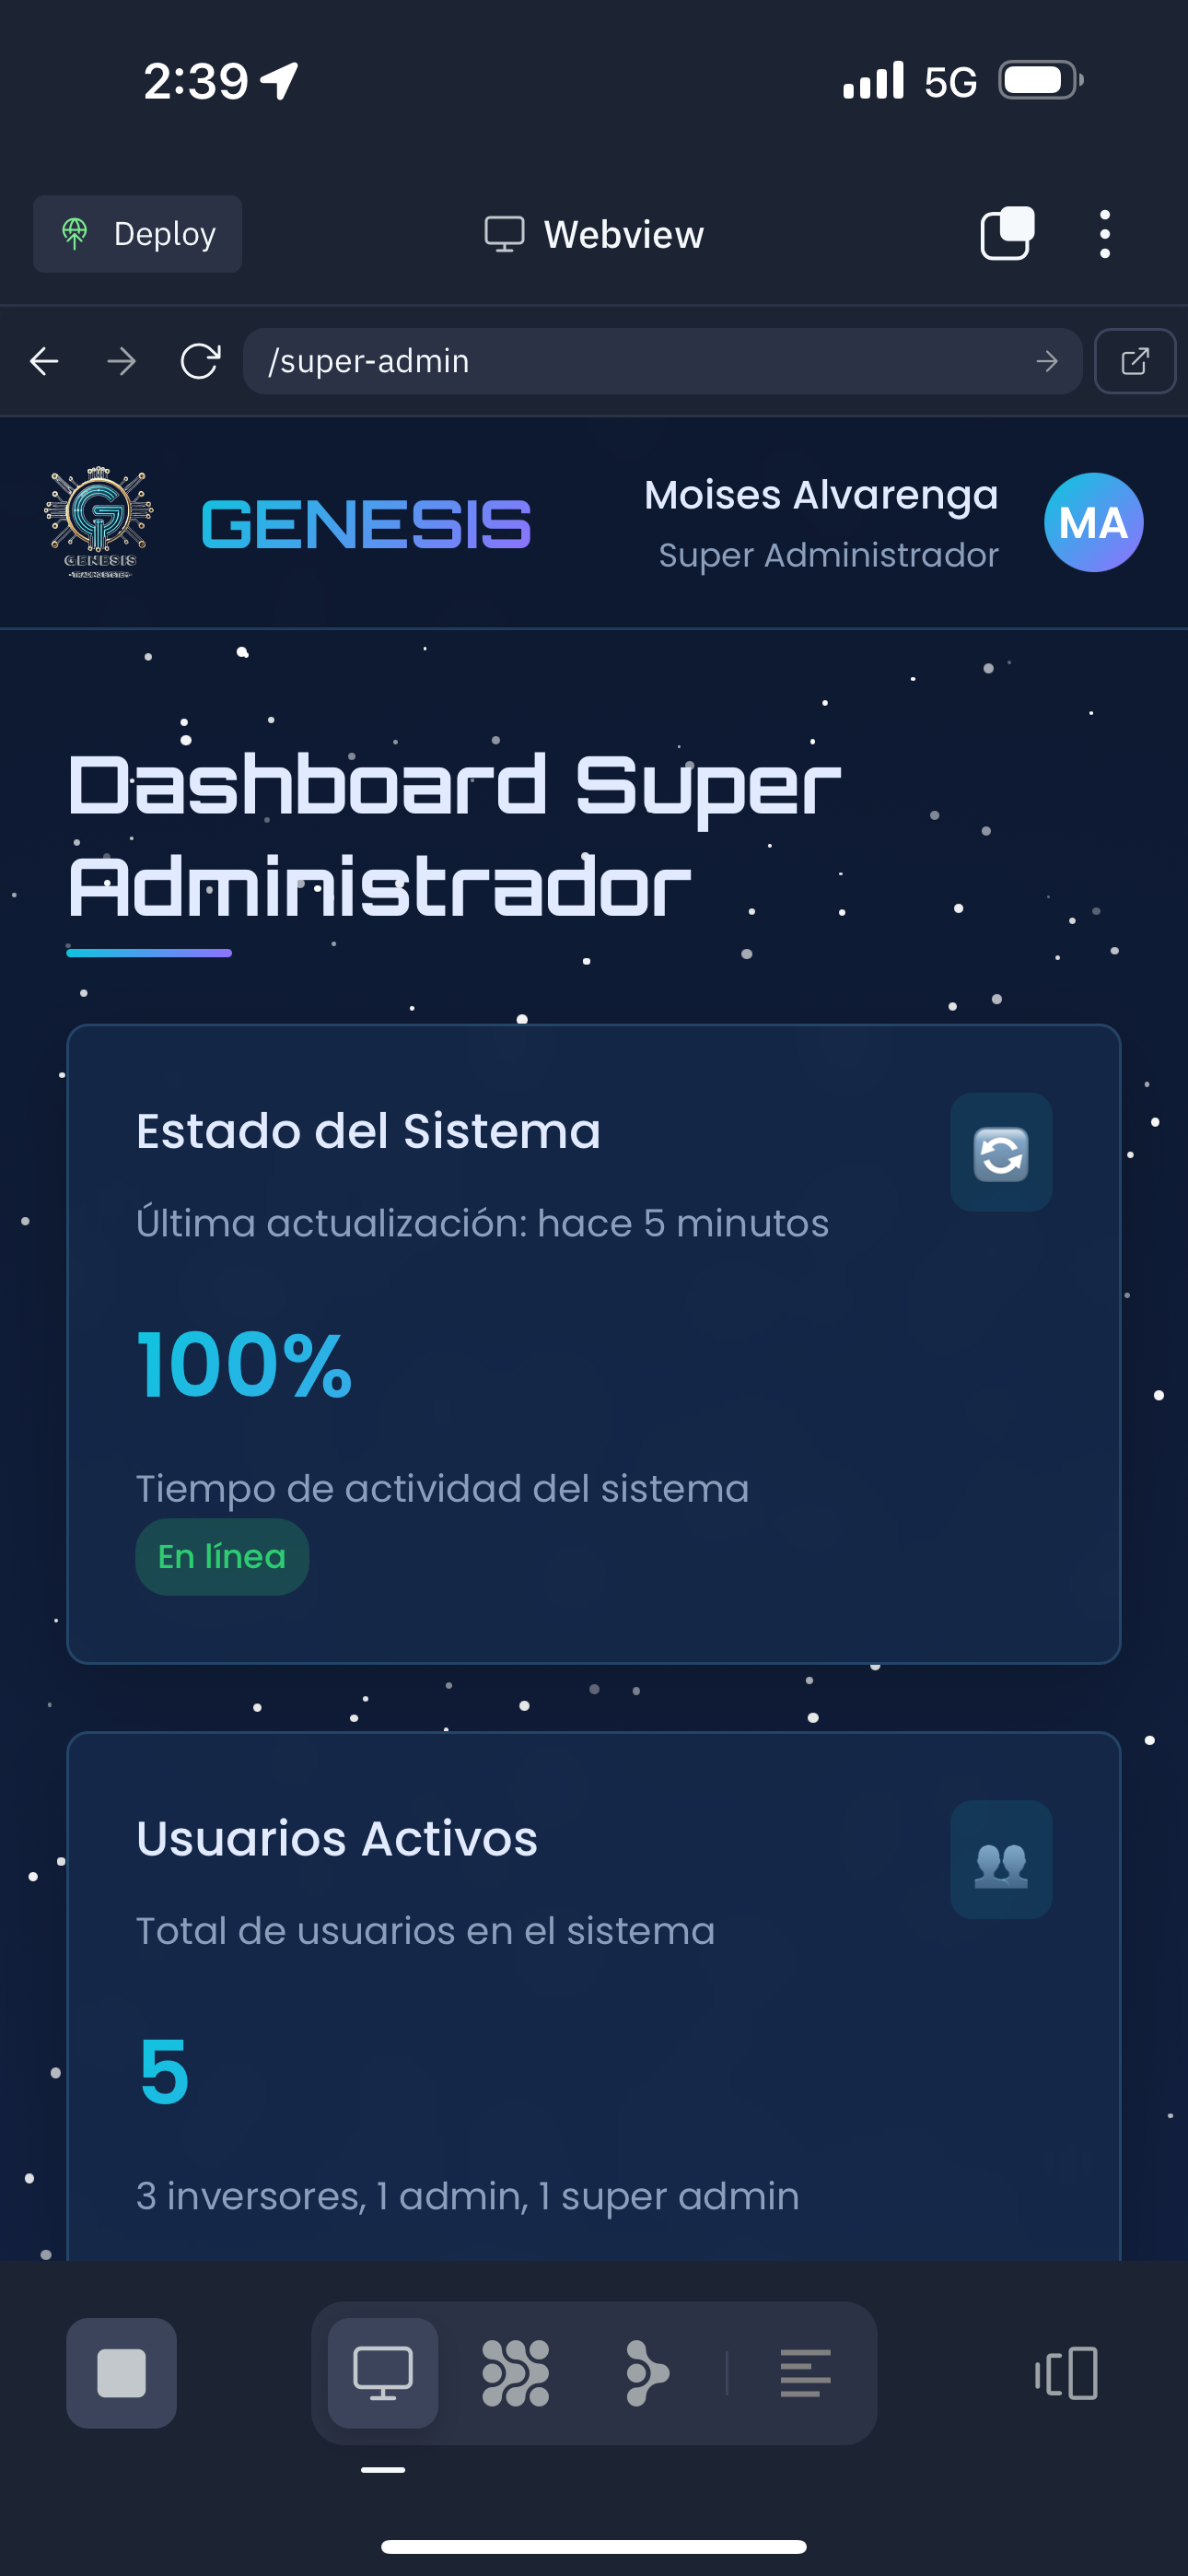 2:39
5G
Deploy
Webview
/super-admin
GENESIS
-TRADING SYSTEM-
GENESIS
Moises Alvarenga
Super Administrador
MA
Dashboard Super
Administrador
Estado del Sistema
Última actualización: hace 5 minutos
100%
Tiempo de actividad del sistema
En línea
Usuarios Activos
Total de usuarios en el sistema
5
3 inversores, 1 admin, 1 super admin